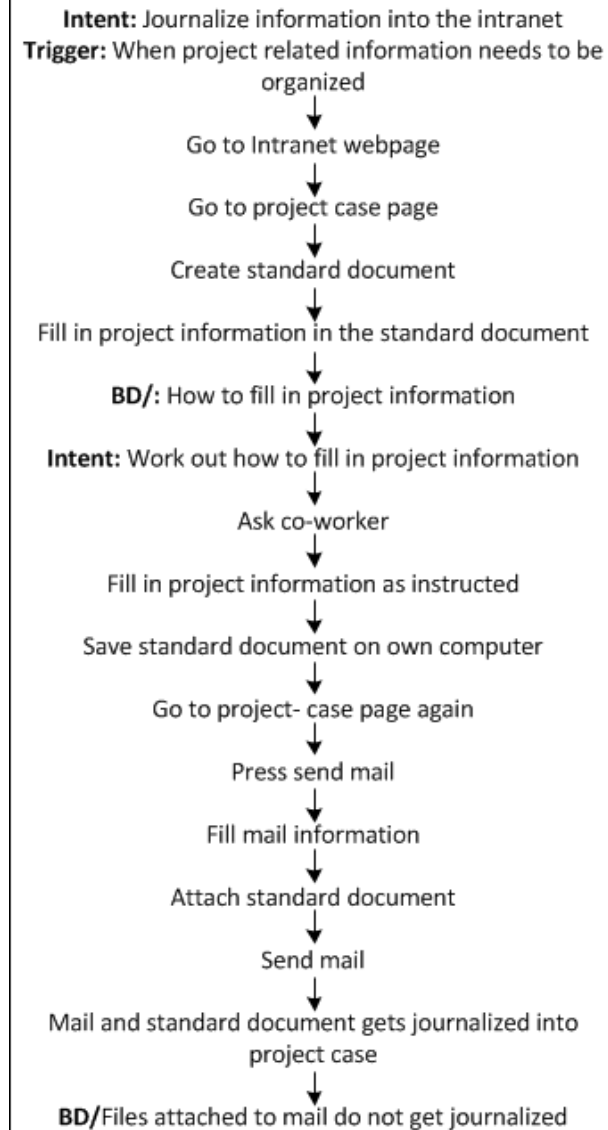 Intent: Journalize information into the intranet
Trigger: When project related information needs to be
organized
Go to Intranet webpage
Go to project case page
Create standard document
Fill in project information in the standard document
BD/: How to fill in project information
Intent: Work out how to fill in project information
Ask co-worker
Fill in project information as instructed
Save standard document on own computer
Go to project- case page again
Press send mail
Fill mail information
Attach standard document
Send mail
Mail and standard document gets journalized into
project case
BD/Files attached to mail do not get journalized